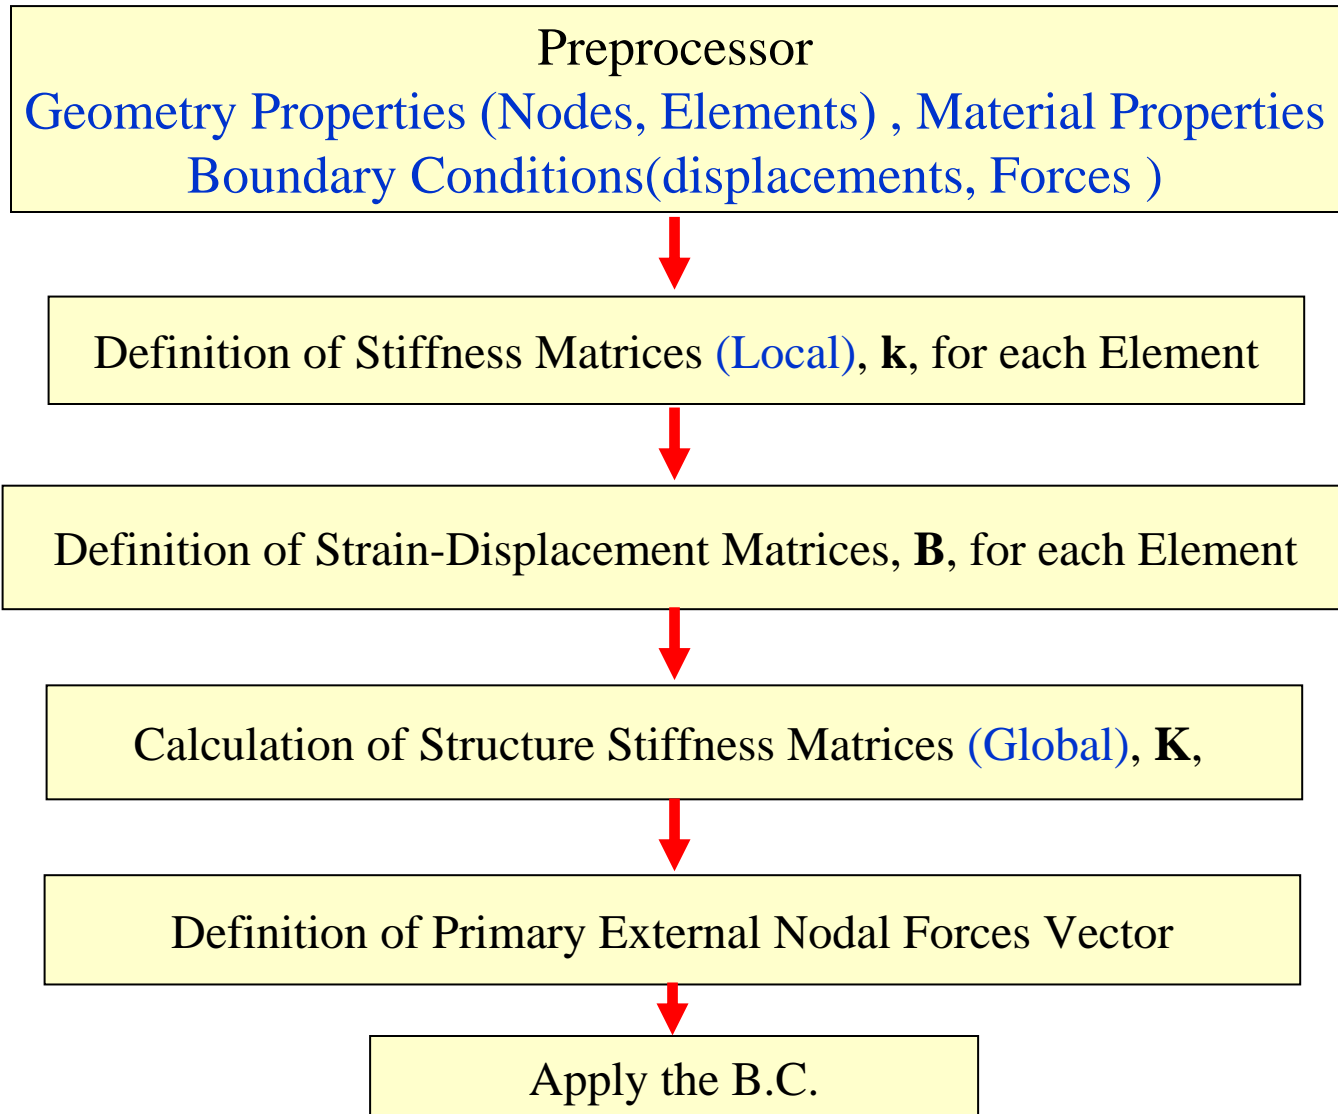 Preprocessor
Geometry Properties (Nodes, Elements) , Material Properties
Boundary Conditions(displacements, Forces )
Definition of Stiffness Matrices (Local), k, for each Element
Definition of Strain-Displacement Matrices, B, for each Element
Calculation of Structure Stiffness Matrices (Global), K,
Definition of Primary External Nodal Forces Vector
Apply the B.C.